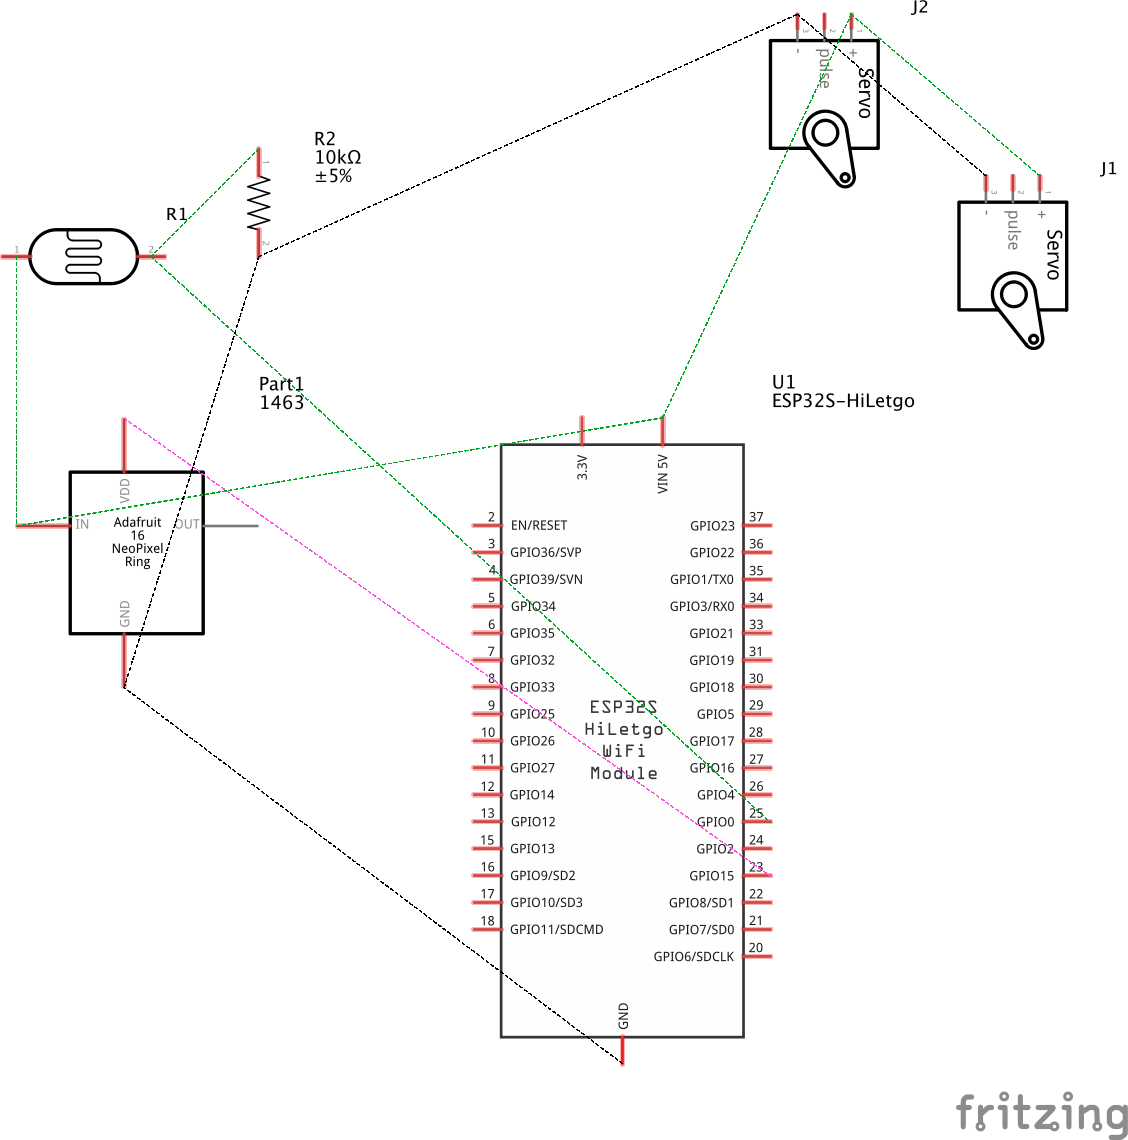 J2
3 2 1
- pulse +
Servo
J1
3 2 1
- pulse +
Servo
R2
10kΩ
±5%
1
2
R1
1 2
Part1
1463
VDD
IN
OUT
GND
Adafruit
16
NeoPixel
Ring
U1
ESP32S-HiLetgo
3.3V
VIN 5V
2 EN/RESET GPIO23 37
3 GPIO36/SVP GPIO22 36
4 GPIO39/SVN GPIO1/TX0 35
5 GPIO34 GPIO3/RX0 34
6 GPIO35 GPIO21 33
7 GPIO32 GPIO19 31
8 GPIO33 GPIO18 30
9 GPIO25 GPIO5 29
10 GPIO26 GPIO17 28
11 GPIO27 GPIO16 27
12 GPIO14 GPIO4 26
13 GPIO12 GPIO0 25
15 GPIO13 GPIO2 24
16 GPIO9/SD2 GPIO15 23
17 GPIO10/SD3 GPIO8/SD1 22
18 GPIO11/SDCMD GPIO7/SD0 21
GPIO6/SDCLK 20
ESP32S
HiLetgo
WiFi
Module
GND
fritzing